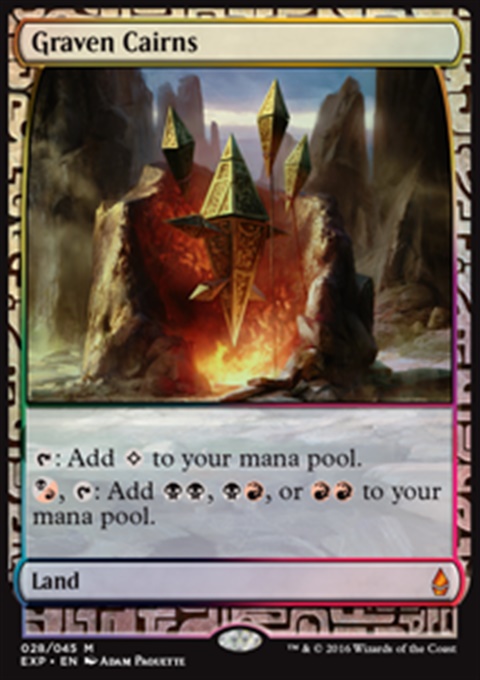 Graven Cairns
: Add to your mana pool.
, : Add , , or to your
mana pool.
Land
028/045 M
EXP • EN Adam Paquette
™ & © 2016 Wizards of the Coast